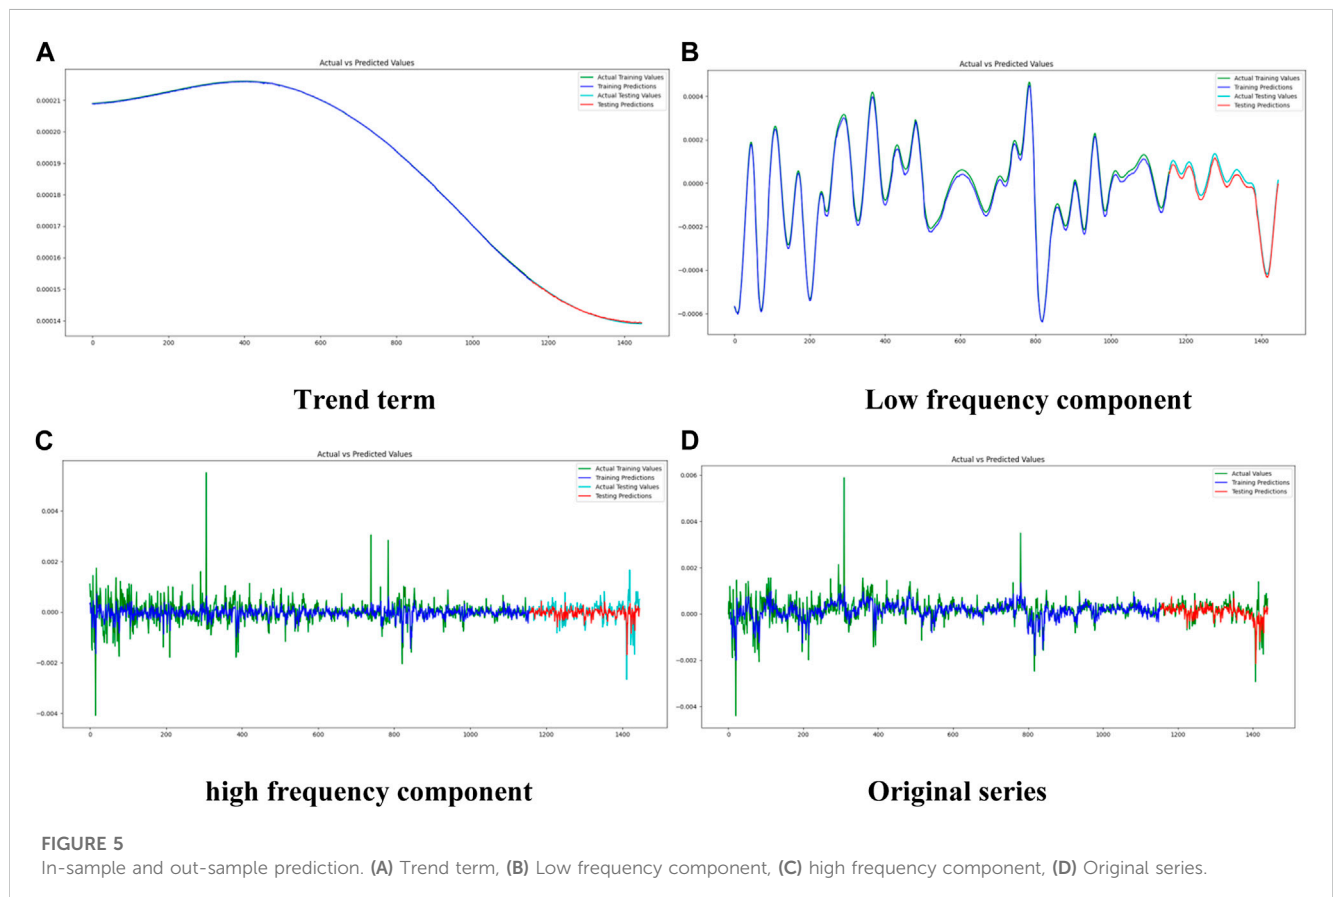 A
Actual vs Predicted Values
Actual Training Values
Training Predictions
Actual Testing Values
Testing Predictions
0.00021
0.00020
0.00019
0.00018
0.00017
0.00016
0.00015
0.00014
0 200 400 600 800 1000 1200 1400
Trend term
B
Actual vs Predicted Values
Actual Training Values
Training Predictions
Actual Testing Values
Testing Predictions
0.0004
0.0002
0.0000
−0.0002
−0.0004
−0.0006
0 200 400 600 800 1000 1200 1400
Low frequency component
C
Actual vs Predicted Values
Actual Training Values
Training Predictions
Actual Testing Values
Testing Predictions
0.004
0.002
0.000
−0.002
−0.004
0 200 400 600 800 1000 1200 1400
high frequency component
D
Actual vs Predicted Values
Actual Values
Training Predictions
Testing Predictions
0.006
0.004
0.002
0.000
−0.002
−0.004
0 200 400 600 800 1000 1200 1400
Original series
FIGURE 5
In-sample and out-sample prediction. (A) Trend term, (B) Low frequency component, (C) high frequency component, (D) Original series.